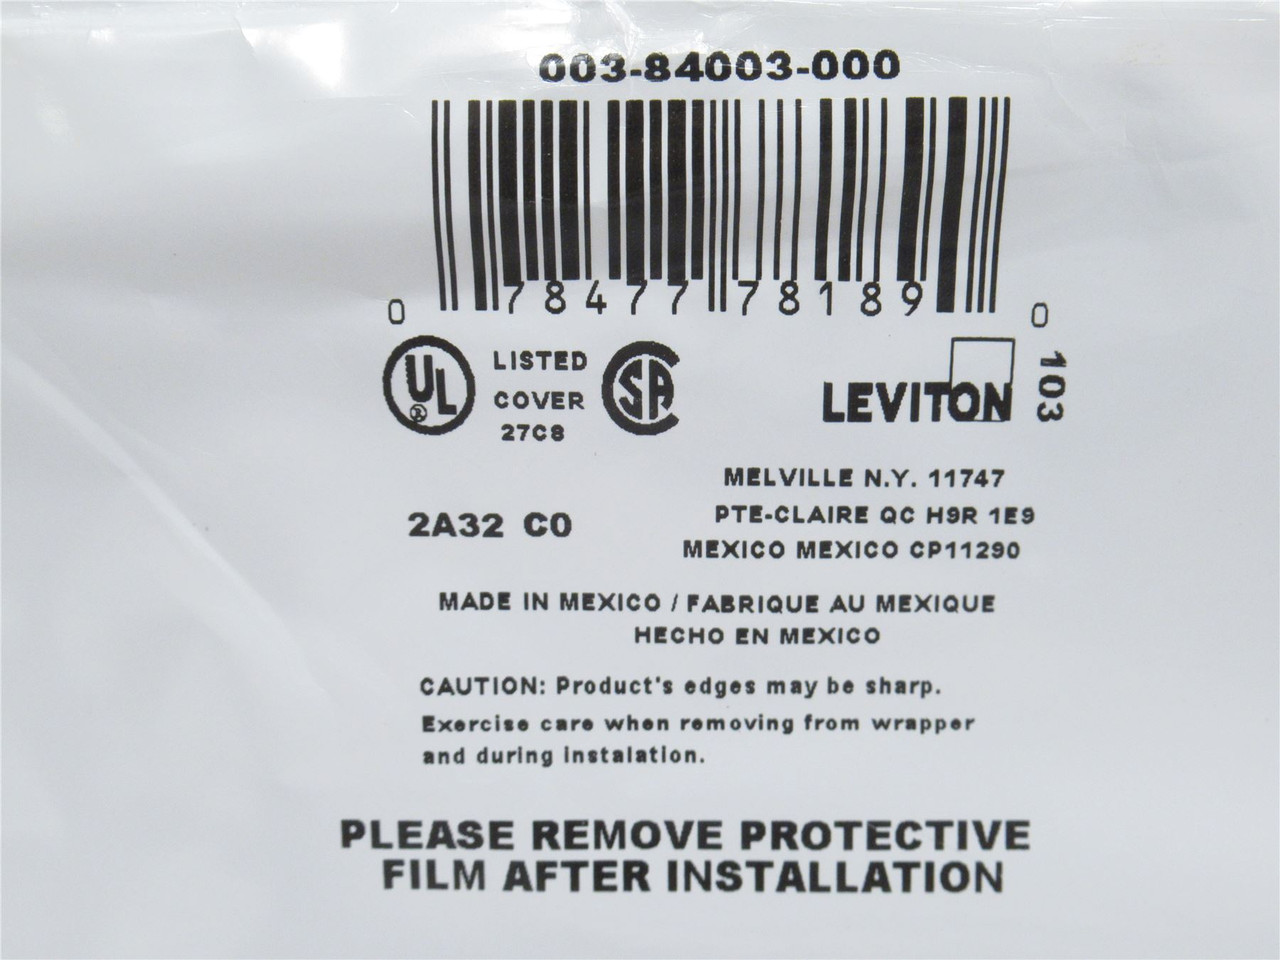 003-84003-000
0 78477 78189 0
UL LISTED
COVER
27C8
SA
LEVITON
103
MELVILLE N.Y. 11747
PTE-CLAIRE QC H9R 1E9
MEXICO MEXICO CP11290
2A32 C0
MADE IN MEXICO / FABRIQUE AU MEXIQUE
HECHO EN MEXICO
CAUTION: Product's edges may be sharp.
Exercise care when removing from wrapper
and during instalation.
PLEASE REMOVE PROTECTIVE
FILM AFTER INSTALLATION